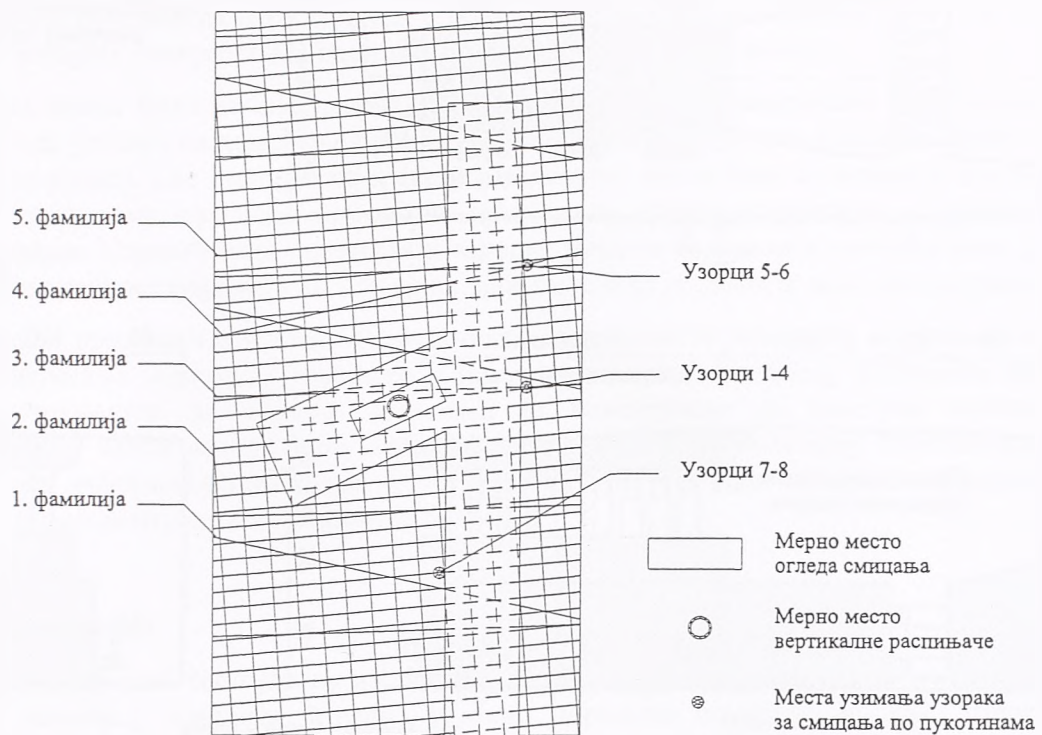 5. фамилија
4. фамилија
3. фамилија
2. фамилија
1. фамилија
Узорци 5-6
Узорци 1-4
Узорци 7-8
Мерно место
огледа смицања
Мерно место
вертикалне распињаче
Места узимања узорака
за смицања по пукотинама